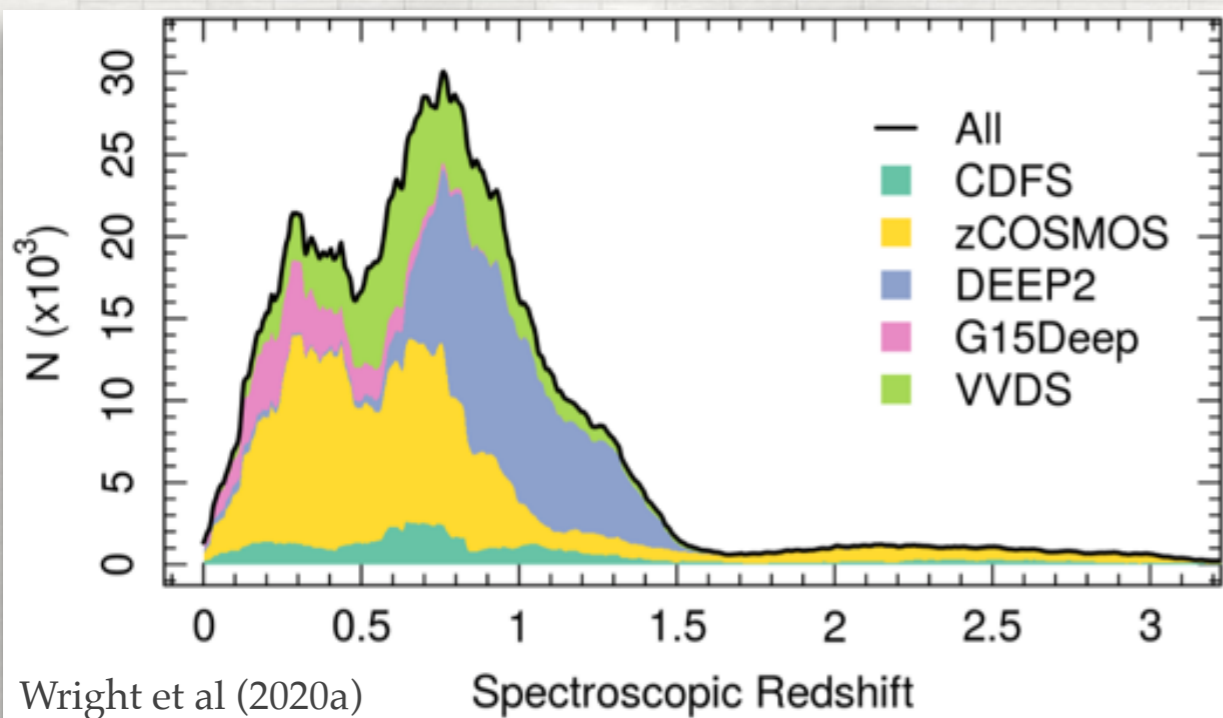 30
25
20
15
10
5
0
N (x10³)
All
CDFS
zCOSMOS
DEEP2
G15Deep
VVDS
0 0.5 1 1.5 2 2.5 3
Spectroscopic Redshift
Wright et al (2020a)